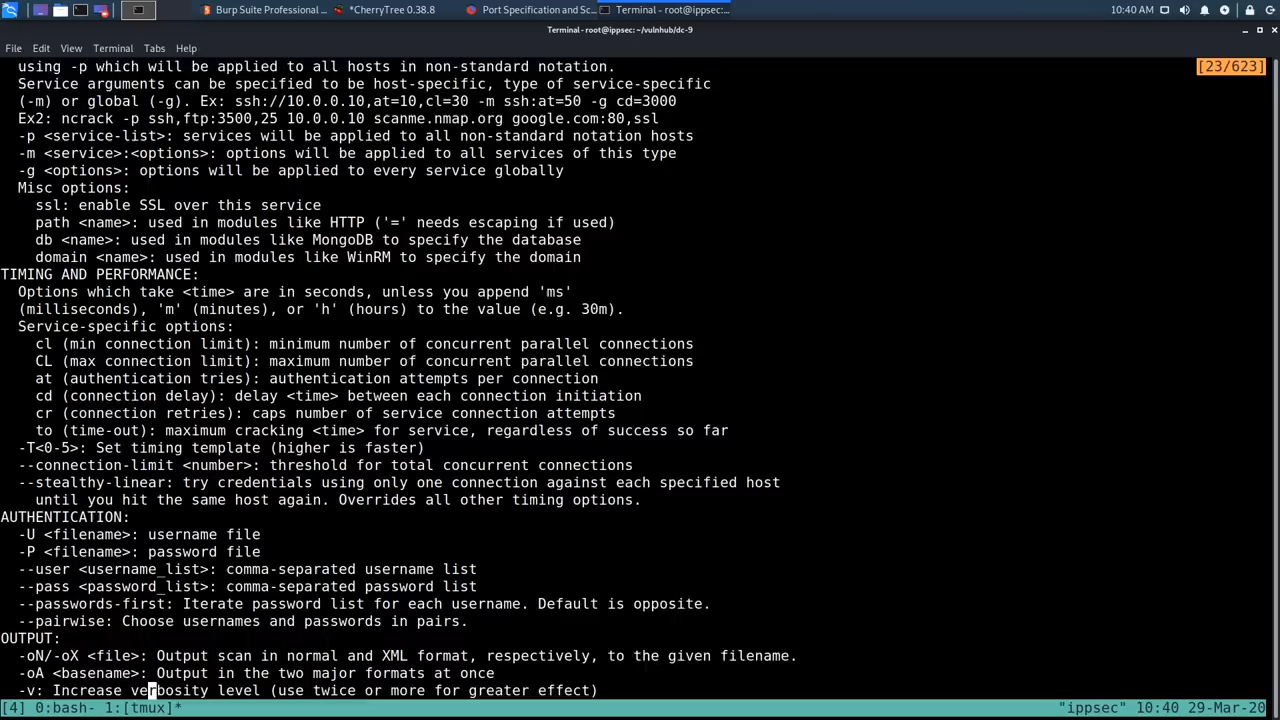 Burp Suite Professional ...
*CherryTree 0.38.8
Port Specification and Sc...
Terminal - root@ippsec:...
10:40 AM
Terminal - root@ippsec: ~/vulnhub/dc-9
File Edit View Terminal Tabs Help
using -p which will be applied to all hosts in non-standard notation.
[23/623]
Service arguments can be specified to be host-specific, type of service-specific
(-m) or global (-g). Ex: ssh://10.0.0.10,at=10,cl=30 -m ssh:at=50 -g cd=3000
Ex2: ncrack -p ssh,ftp:3500,25 10.0.0.10 scanme.nmap.org google.com:80,ssl
-p <service-list>: services will be applied to all non-standard notation hosts
-m <service>:<options>: options will be applied to all services of this type
-g <options>: options will be applied to every service globally
Misc options:
ssl: enable SSL over this service
path <name>: used in modules like HTTP ('=' needs escaping if used)
db <name>: used in modules like MongoDB to specify the database
domain <name>: used in modules like WinRM to specify the domain
TIMING AND PERFORMANCE:
Options which take <time> are in seconds, unless you append 'ms'
(milliseconds), 'm' (minutes), or 'h' (hours) to the value (e.g. 30m).
Service-specific options:
cl (min connection limit): minimum number of concurrent parallel connections
CL (max connection limit): maximum number of concurrent parallel connections
at (authentication tries): authentication attempts per connection
cd (connection delay): delay <time> between each connection initiation
cr (connection retries): caps number of service connection attempts
to (time-out): maximum cracking <time> for service, regardless of success so far
-T<0-5>: Set timing template (higher is faster)
--connection-limit <number>: threshold for total concurrent connections
--stealthy-linear: try credentials using only one connection against each specified host
until you hit the same host again. Overrides all other timing options.
AUTHENTICATION:
-U <filename>: username file
-P <filename>: password file
--user <username_list>: comma-separated username list
--pass <password_list>: comma-separated password list
--passwords-first: Iterate password list for each username. Default is opposite.
--pairwise: Choose usernames and passwords in pairs.
OUTPUT:
-oN/-oX <file>: Output scan in normal and XML format, respectively, to the given filename.
-oA <basename>: Output in the two major formats at once
-v: Increase verbosity level (use twice or more for greater effect)
[4] 0:bash- 1:[tmux]*
"ippsec" 10:40 29-Mar-20